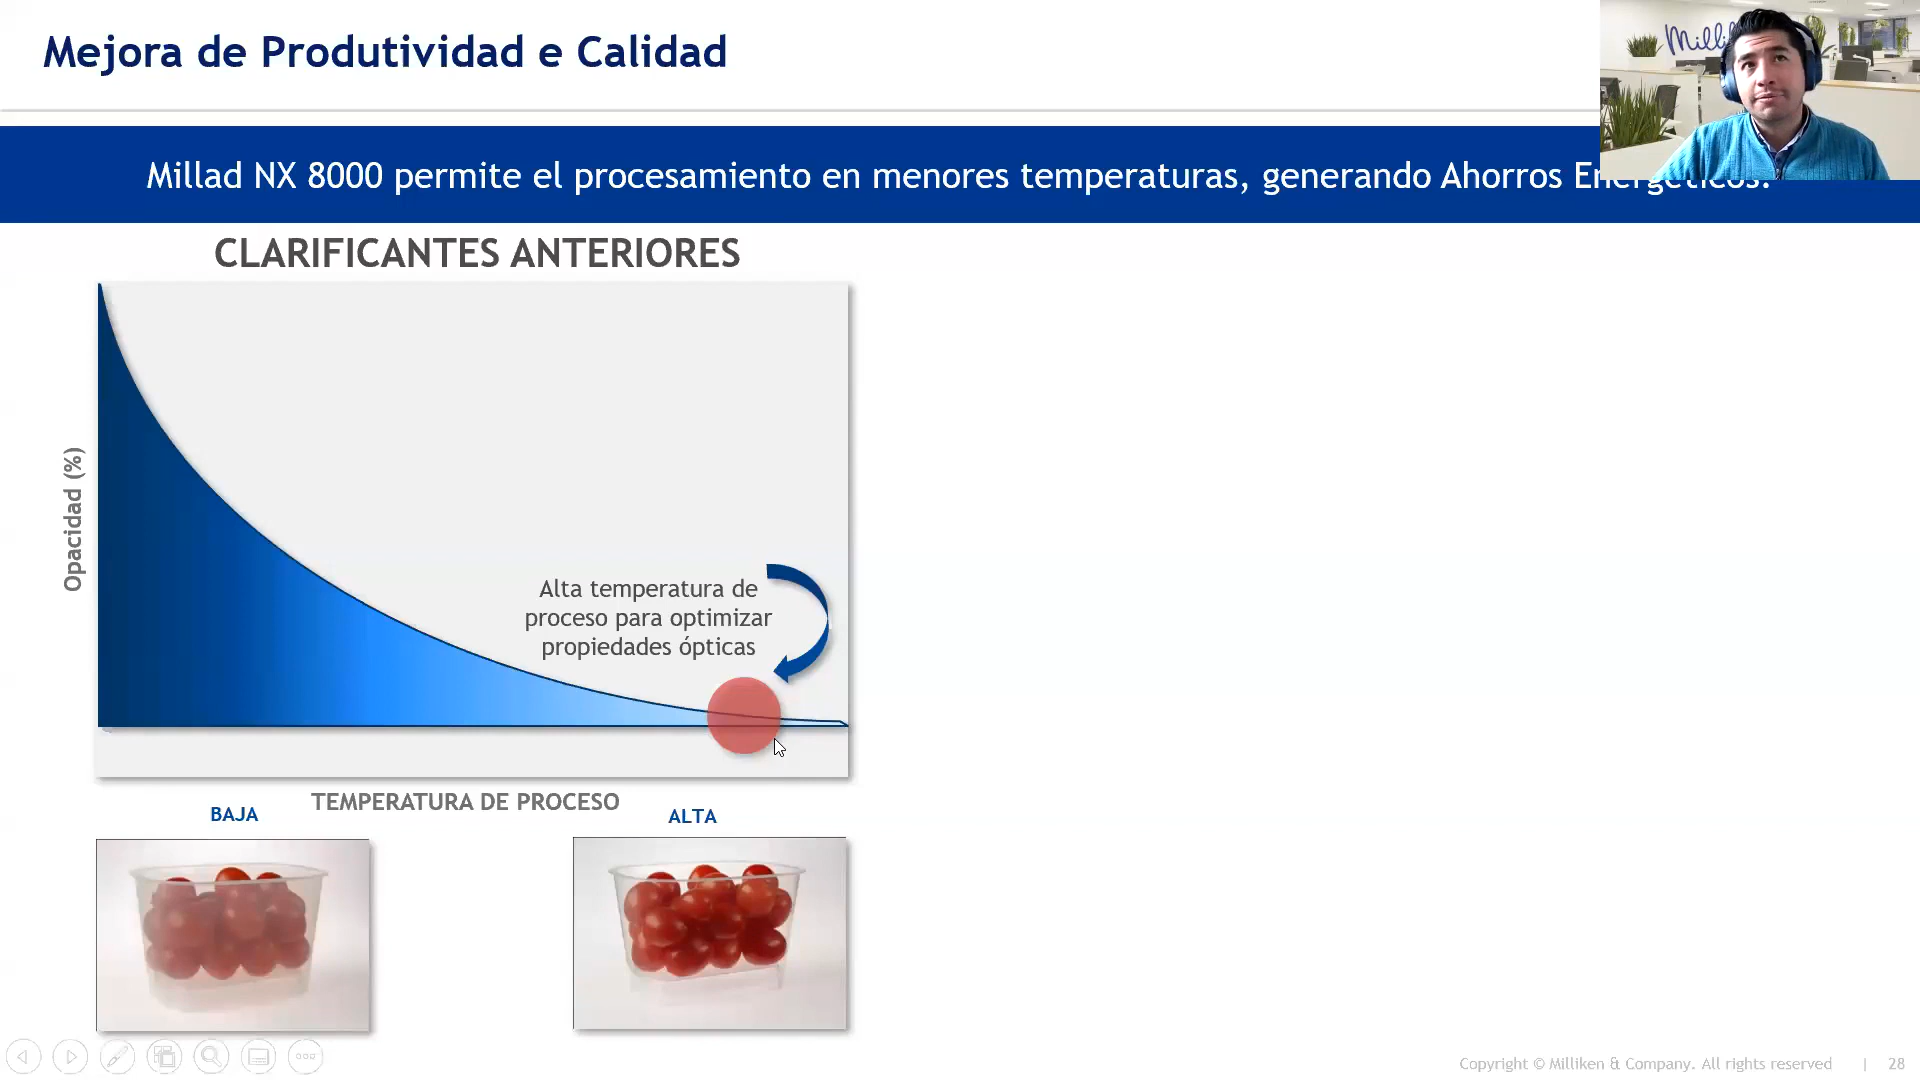 Mejora de Produtividad e Calidad
Millad NX 8000 permite el procesamiento en menores temperaturas, generando Ahorros Energéticos.
CLARIFICANTES ANTERIORES
Opacidad (%)
Alta temperatura de
proceso para optimizar
propiedades ópticas
TEMPERATURA DE PROCESO
BAJA
ALTA
Copyright © Milliken & Company. All rights reserved | 28